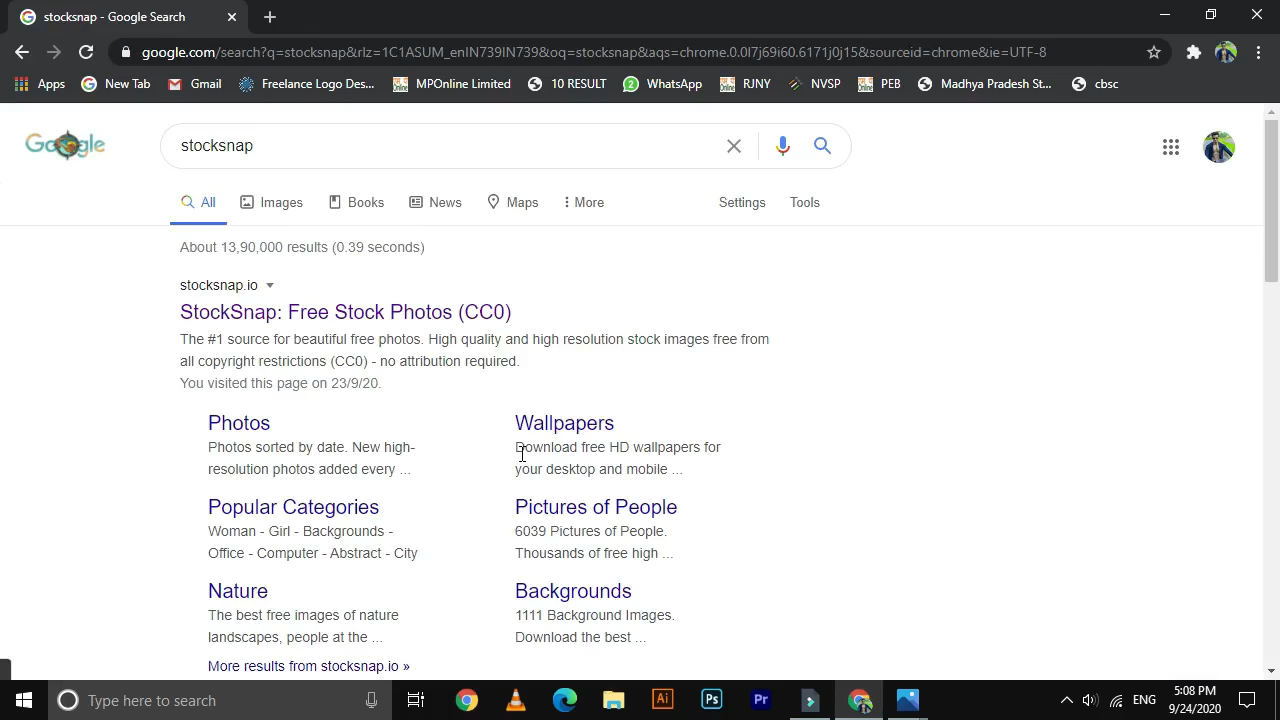 stocksnap - Google Search
google.com/search?q=stocksnap&rlz=1C1ASUM_enIN739IN739&oq=stocksnap&aqs=chrome.0.0l7j69i60.6171j0j15&sourceid=chrome&ie=UTF-8
Apps New Tab Gmail Freelance Logo Des... MPOnline Limited 10 RESULT WhatsApp RJNY NVSP PEB Madhya Pradesh St... cbsc
Google stocksnap
All Images Books News Maps More Settings Tools
About 13,90,000 results (0.39 seconds)
stocksnap.io
StockSnap: Free Stock Photos (CC0)
The #1 source for beautiful free photos. High quality and high resolution stock images free from
all copyright restrictions (CC0) - no attribution required.
You visited this page on 23/9/20.
Photos
Photos sorted by date. New high-
resolution photos added every ...
Wallpapers
Download free HD wallpapers for
your desktop and mobile ...
Popular Categories
Woman - Girl - Backgrounds -
Office - Computer - Abstract - City
Pictures of People
6039 Pictures of People.
Thousands of free high ...
Nature
The best free images of nature
landscapes, people at the ...
Backgrounds
1111 Background Images.
Download the best ...
More results from stocksnap.io »
Type here to search Ai Ps Pr ENG 5:08 PM
9/24/2020